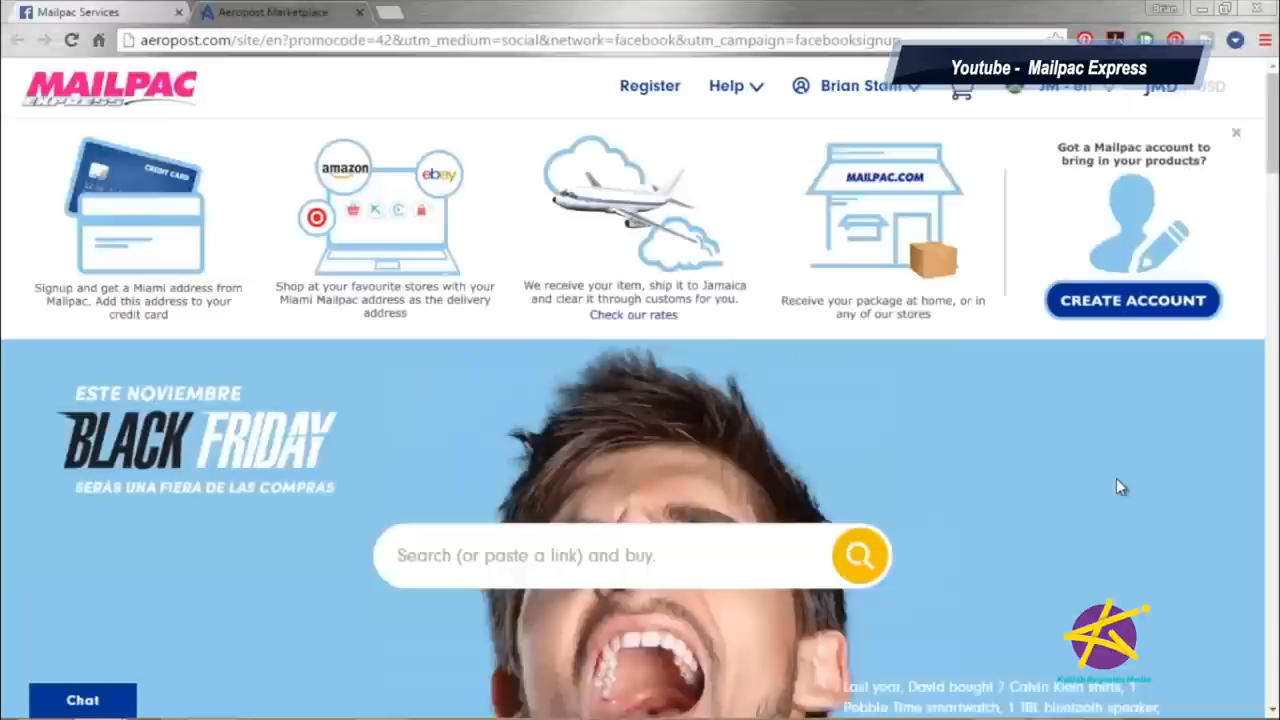 Mailpac Services
Aeropost Marketplace
Brian
aeropost.com/site/en?promocode=42&utm_medium=social&network=facebook&utm_campaign=facebooksignup
Youtube - Mailpac Express
MAILPAC
EXPRESS
Register
Help
Brian
JM - en
JMD
USD
CREDIT CARD
amazon
ebay
MAILPAC.COM
Got a Mailpac account to
bring in your products?
CREATE ACCOUNT
Signup and get a Miami address from
Mailpac. Add this address to your
credit card
Shop at your favourite stores with your
Miami Mailpac address as the delivery
address
We receive your item, ship it to Jamaica
and clear it through customs for you.
Check our rates
Receive your package at home, or in
any of our stores
ESTE NOVIEMBRE
BLACK FRIDAY
SERÁS UNA FIERA DE LAS COMPRAS
Search (or paste a link) and buy.
Chat
Last year, David bought 7 Calvin Klein shirts, 1
Pebble Time smartwatch, 1 JBL bluetooth speaker,